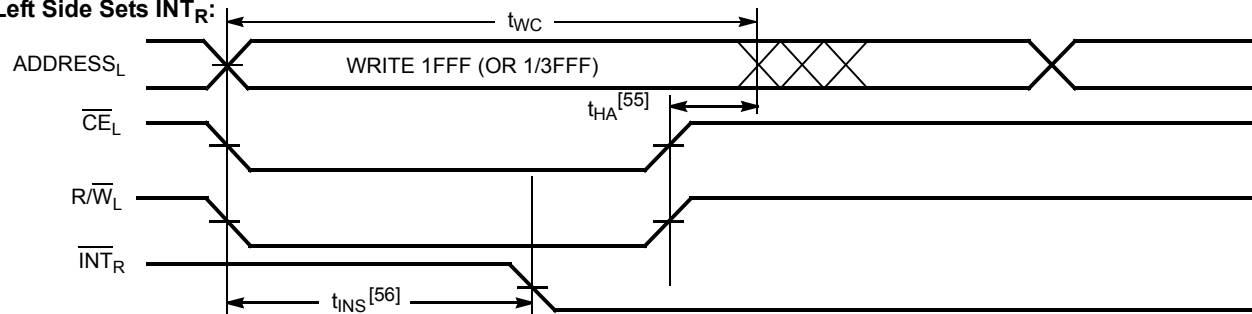 Left Side Sets INTR:
tWC
ADDRESSL
WRITE 1FFF (OR 1/3FFF)
tHA[55]
CEL
R/WL
INTR
tINS[56]